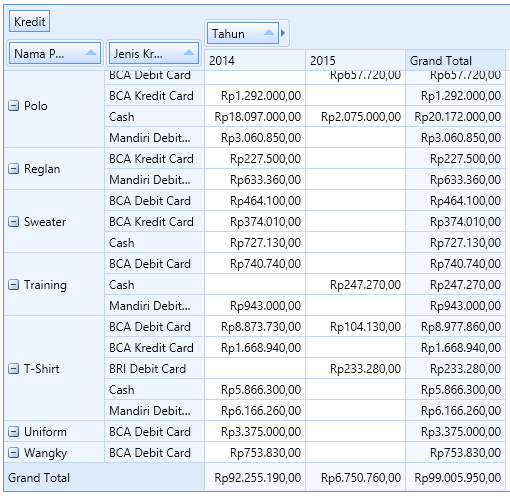 Kredit
Tahun
Nama P... Jenis Kr... 2014 2015 Grand Total
BCA Debit Card Rp657.720,00 Rp657.720,00
Polo BCA Kredit Card Rp1.292.000,00 Rp1.292.000,00
Cash Rp18.097.000,00 Rp2.075.000,00 Rp20.172.000,00
Mandiri Debit... Rp3.060.850,00 Rp3.060.850,00
Reglan BCA Kredit Card Rp227.500,00 Rp227.500,00
Mandiri Debit... Rp633.360,00 Rp633.360,00
BCA Debit Card Rp464.100,00 Rp464.100,00
Sweater BCA Kredit Card Rp374.010,00 Rp374.010,00
Cash Rp727.130,00 Rp727.130,00
BCA Debit Card Rp740.740,00 Rp740.740,00
Training Cash Rp247.270,00 Rp247.270,00
Mandiri Debit... Rp943.000,00 Rp943.000,00
BCA Debit Card Rp8.873.730,00 Rp104.130,00 Rp8.977.860,00
BCA Kredit Card Rp1.668.940,00 Rp1.668.940,00
T-Shirt BRI Debit Card Rp233.280,00 Rp233.280,00
Cash Rp5.866.300,00 Rp5.866.300,00
Mandiri Debit... Rp6.166.260,00 Rp6.166.260,00
Uniform BCA Debit Card Rp3.375.000,00 Rp3.375.000,00
Wangky BCA Debit Card Rp753.830,00 Rp753.830,00
Grand Total Rp92.255.190,00 Rp6.750.760,00 Rp99.005.950,00